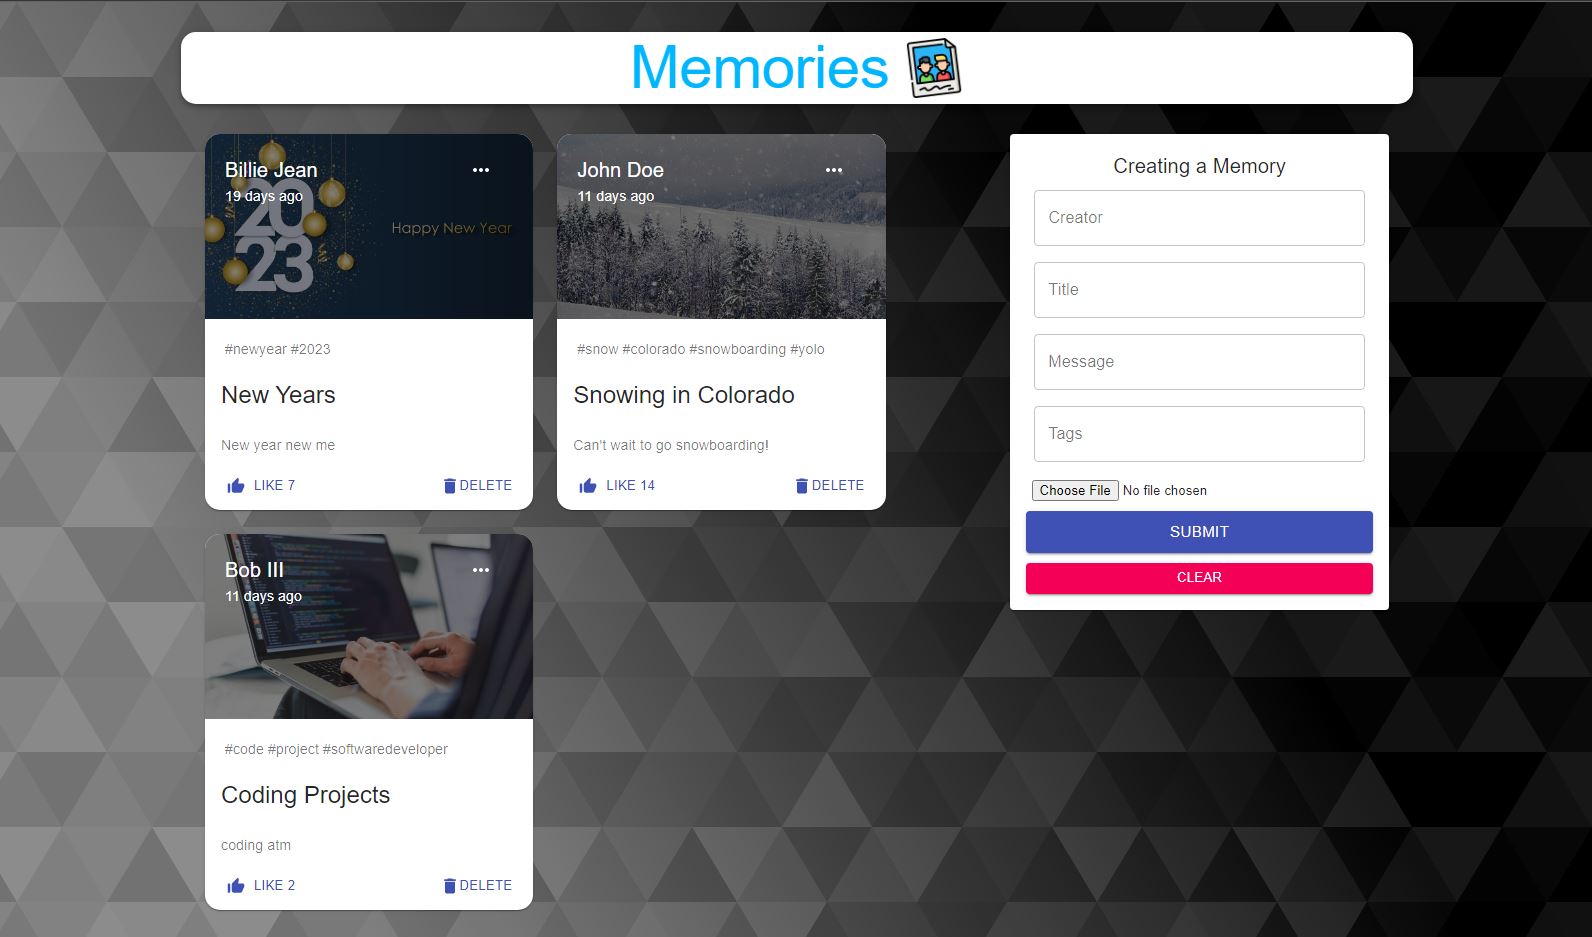 Memories
Billie Jean
19 days ago
2023
Happy New Year
#newyear #2023
New Years
New year new me
LIKE 7
DELETE
John Doe
11 days ago
#snow #colorado #snowboarding #yolo
Snowing in Colorado
Can't wait to go snowboarding!
LIKE 14
DELETE
Bob III
11 days ago
#code #project #softwaredeveloper
Coding Projects
coding atm
LIKE 2
DELETE
Creating a Memory
Creator
Title
Message
Tags
Choose File No file chosen
SUBMIT
CLEAR